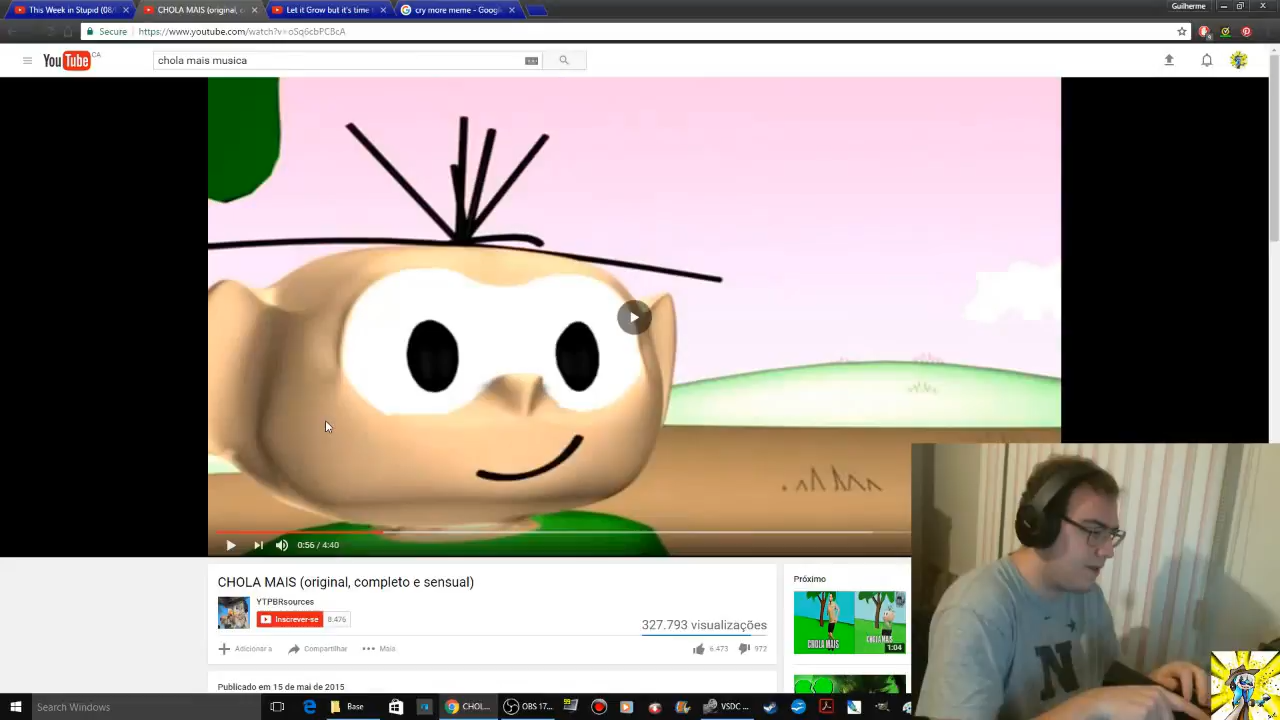 This Week in Stupid (08/
CHOLA MAIS (original, c
Let it Grow but it's time t
cry more meme - Goog
Guilherme
Secure
https://www.youtube.com/watch?v=oSq6cbPCBcA
YouTube CA
chola mais musica
0:56 / 4:40
CHOLA MAIS (original, completo e sensual)
YTPBRsources
Inscrever-se
8.476
327.793 visualizações
Adicionar a
Compartilhar
Mais
6.473
972
Publicado em 15 de mai de 2015
Próximo
CHOLA MAIS
CHOLA MAIS
1:04
N
Search Windows
Base
CHOL...
OBS 17...
VSDC ...